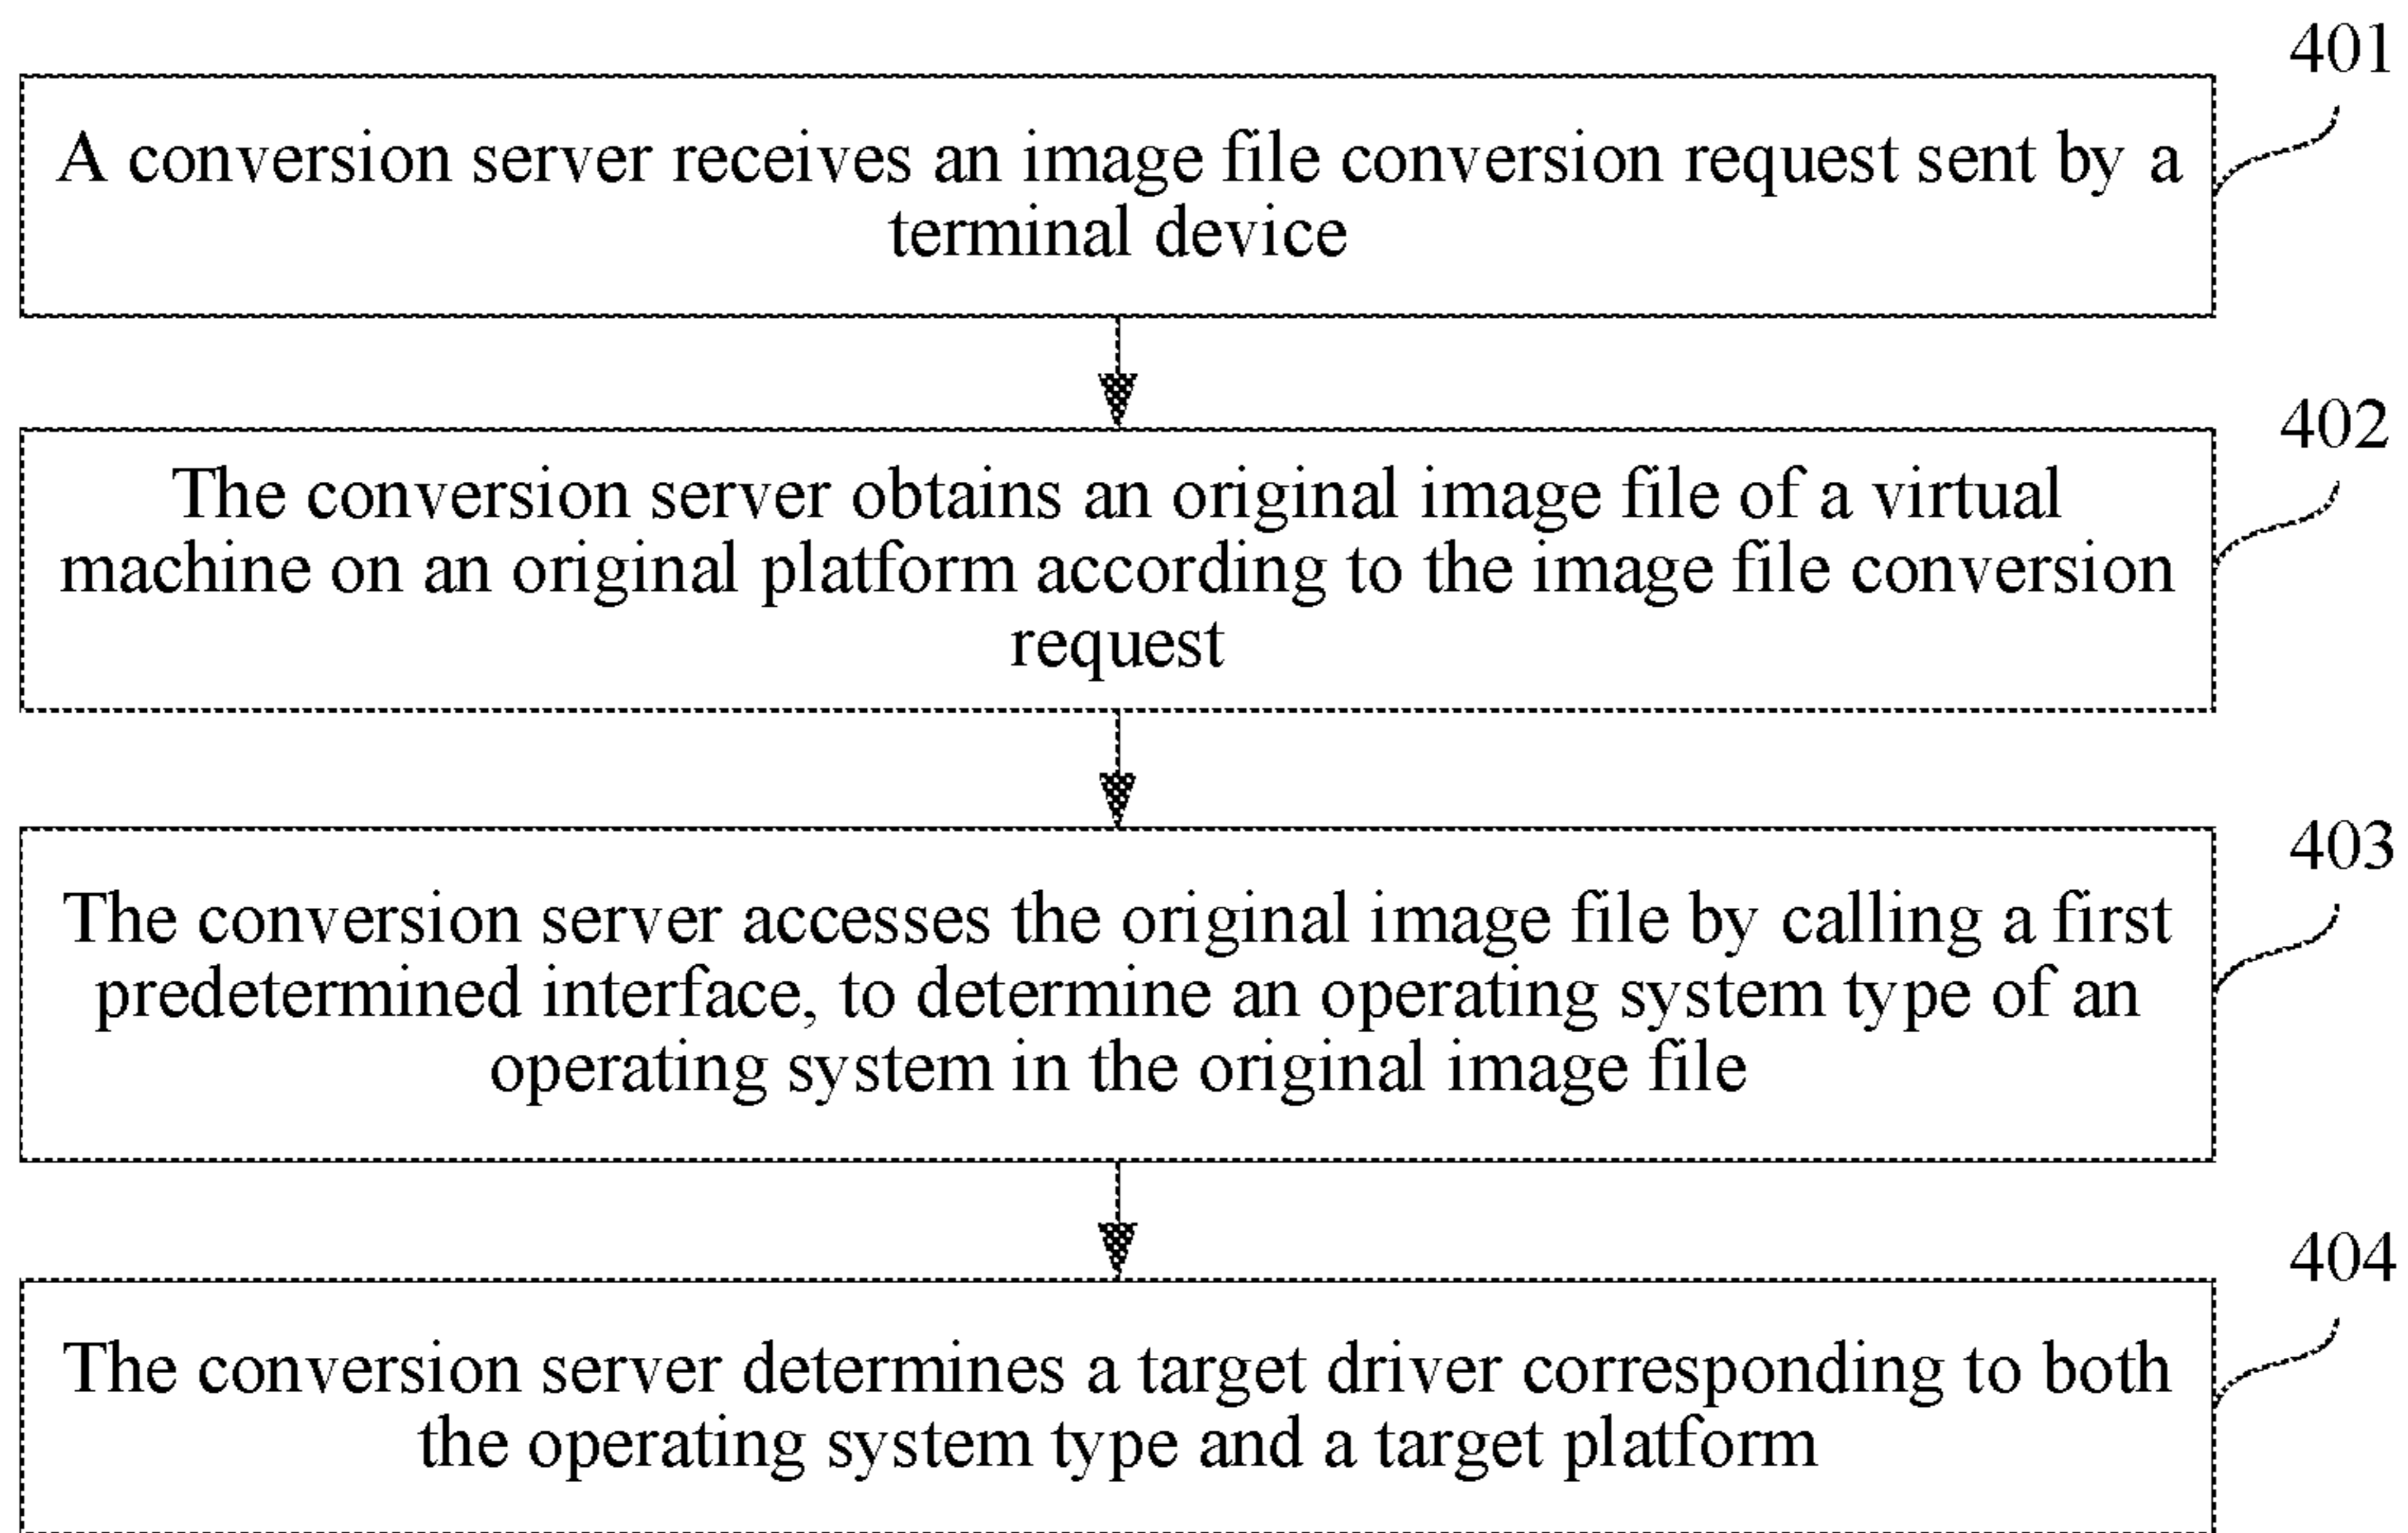 401
A conversion server receives an image file conversion request sent by a
terminal device
402
The conversion server obtains an original image file of a virtual
machine on an original platform according to the image file conversion
request
403
The conversion server accesses the original image file by calling a first
predetermined interface, to determine an operating system type of an
operating system in the original image file
404
The conversion server determines a target driver corresponding to both
the operating system type and a target platform